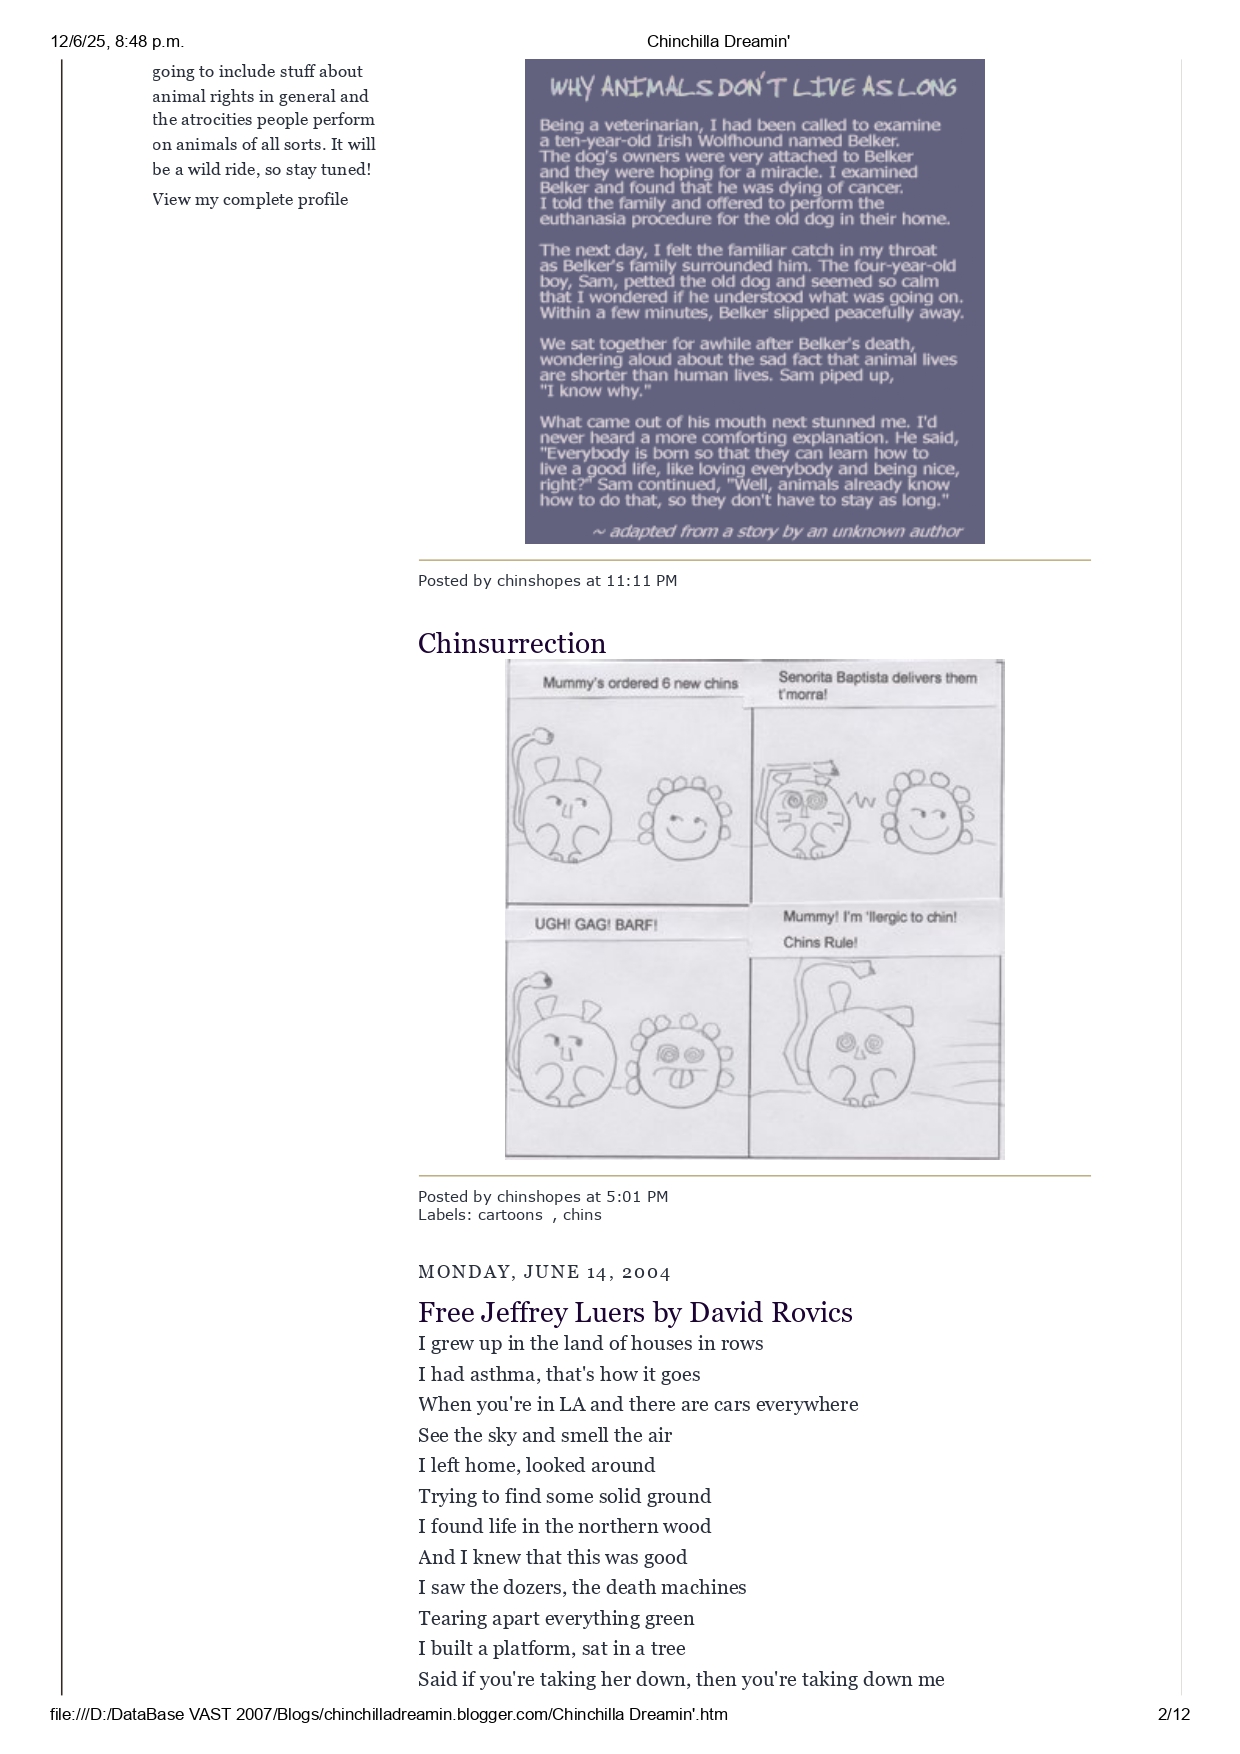 12/6/25, 8:48 p.m.
Chinchilla Dreamin'
going to include stuff about
animal rights in general and
the atrocities people perform
on animals of all sorts. It will
be a wild ride, so stay tuned!
View my complete profile
WHY ANIMALS DON'T LIVE AS LONG
Being a veterinarian, I had been called to examine
a ten-year-old Irish Wolfhound named Belker.
The dog's owners were very attached to Belker
and they were hoping for a miracle. I examined
Belker and found that he was dying of cancer.
I told the family and offered to perform the
euthanasia procedure for the old dog in their home.
The next day, I felt the familiar catch in my throat
as Belker's family surrounded him. The four-year-old
boy, Sam, petted the old dog and seemed so calm
that I wondered if he understood what was going on.
Within a few minutes, Belker slipped peacefully away.
We sat together for awhile after Belker's death,
wondering aloud about the sad fact that animal lives
are shorter than human lives. Sam piped up,
"I know why."
What came out of his mouth next stunned me. I'd
never heard a more comforting explanation. He said,
"Everybody is born so that they can learn how to
live a good life, like loving everybody and being nice,
right?" Sam continued, "Well, animals already know
how to do that, so they don't have to stay as long."
~ adapted from a story by an unknown author
Posted by chinshopes at 11:11 PM
Chinsurrection
Mummy's ordered 6 new chins
Senorita Baptista delivers them
t'morra!
UGH! GAG! BARF!
Mummy! I'm 'llergic to chin!
Chins Rule!
Posted by chinshopes at 5:01 PM
Labels: cartoons , chins
MONDAY, JUNE 14, 2004
Free Jeffrey Luers by David Rovics
I grew up in the land of houses in rows
I had asthma, that's how it goes
When you're in LA and there are cars everywhere
See the sky and smell the air
I left home, looked around
Trying to find some solid ground
I found life in the northern wood
And I knew that this was good
I saw the dozers, the death machines
Tearing apart everything green
I built a platform, sat in a tree
Said if you're taking her down, then you're taking down me
file:///D:/DataBase VAST 2007/Blogs/chinchilladreamin.blogger.com/Chinchilla Dreamin'.htm
2/12